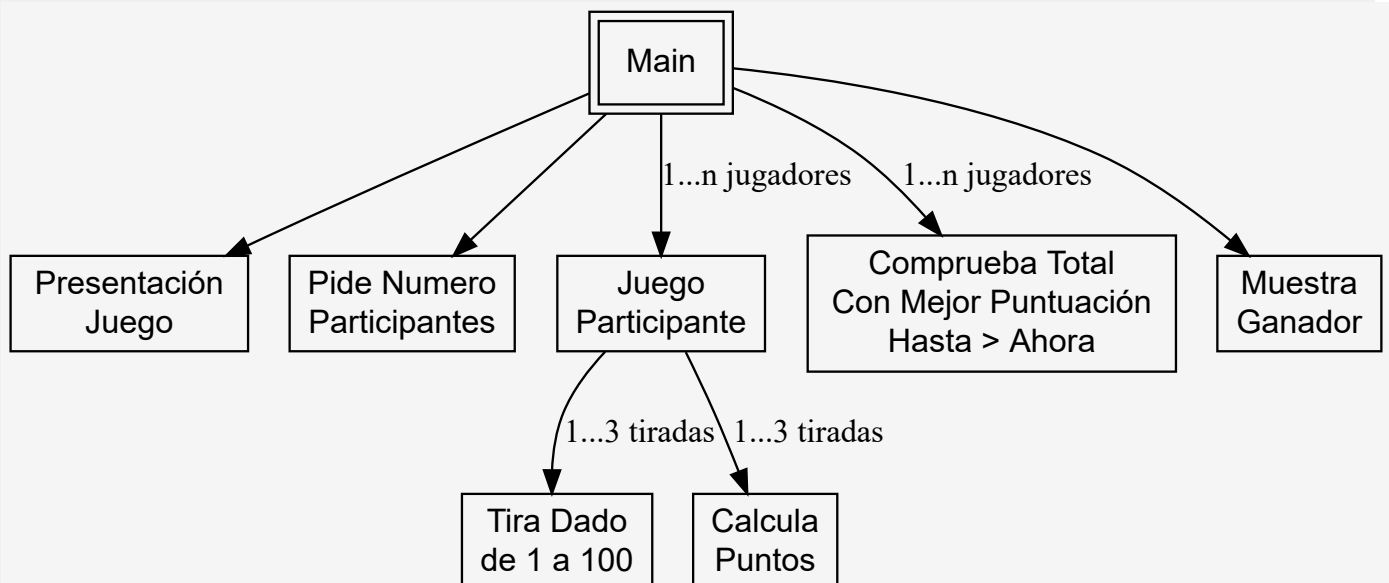 Main
1...n jugadores
1...n jugadores
Presentación
Juego
Pide Numero
Participantes
Juego
Participante
Comprueba Total
Con Mejor Puntuación
Hasta > Ahora
Muestra
Ganador
1...3 tiradas
1...3 tiradas
Tira Dado
de 1 a 100
Calcula
Puntos